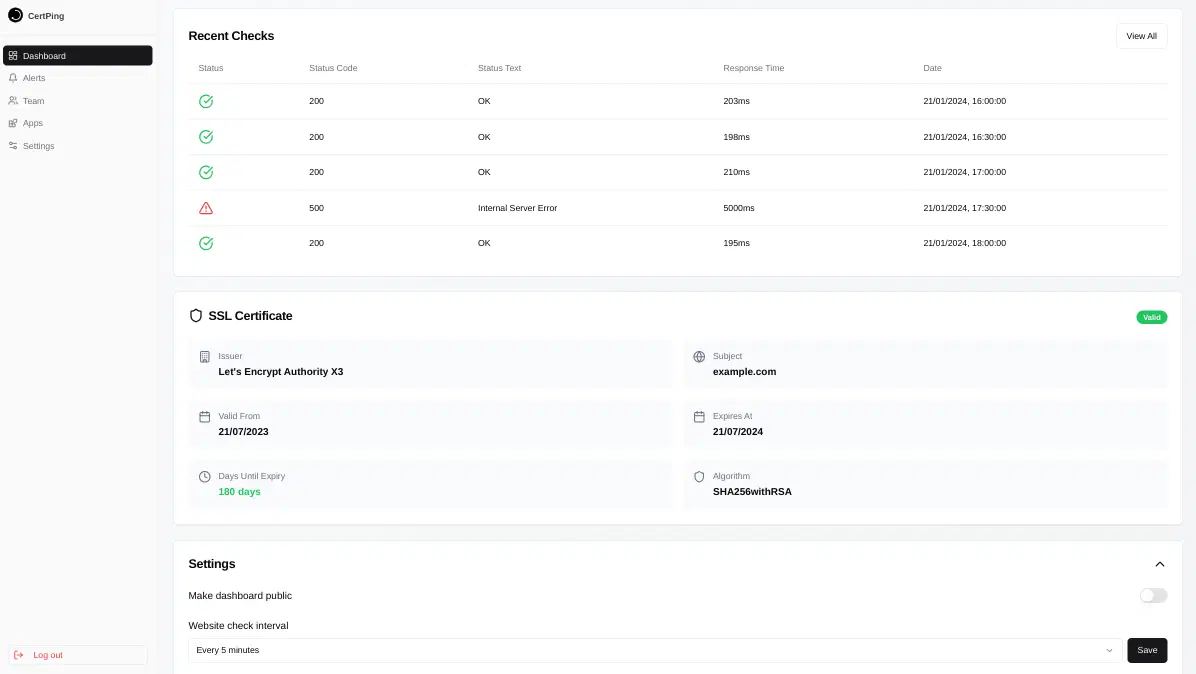 CertPing
Dashboard
Alerts
Team
Apps
Settings
Log out
Recent Checks
View All
Status Status Code Status Text Response Time Date
200 OK 203ms 21/01/2024, 16:00:00
200 OK 198ms 21/01/2024, 16:30:00
200 OK 210ms 21/01/2024, 17:00:00
500 Internal Server Error 5000ms 21/01/2024, 17:30:00
200 OK 195ms 21/01/2024, 18:00:00
SSL Certificate
Valid
Issuer
Let's Encrypt Authority X3
Subject
example.com
Valid From
21/07/2023
Expires At
21/07/2024
Days Until Expiry
180 days
Algorithm
SHA256withRSA
Settings
Make dashboard public
Website check interval
Every 5 minutes
Save